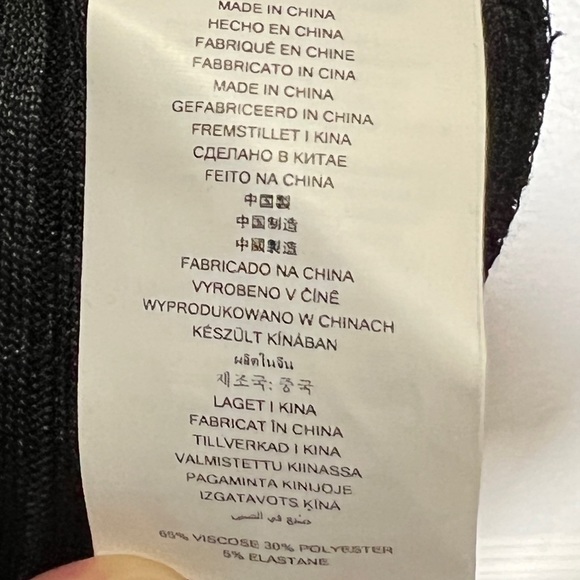 MADE IN CHINA
HECHO EN CHINA
FABRIQUÉ EN CHINE
FABBRICATO IN CINA
MADE IN CHINA
GEFABRICEERD IN CHINA
FREMSTILLET I KINA
СДЕЛАНО В КИТАЕ
FEITO NA CHINA
中国製
中国制造
中國製造
FABRICADO NA CHINA
VYROBENO V ČÍNĚ
WYPRODUKOWANO W CHINACH
KÉSZÜLT KÍNÁBAN
ผลิตในจีน
제조국: 중국
LAGET I KINA
FABRICAT ÎN CHINA
TILLVERKAD I KINA
VALMISTETTU KIINASSA
PAGAMINTA KINIJOJE
IZGATAVOTS ĶĪNĀ
صنع في الصين
65% VISCOSE 30% POLYESTER
5% ELASTANE